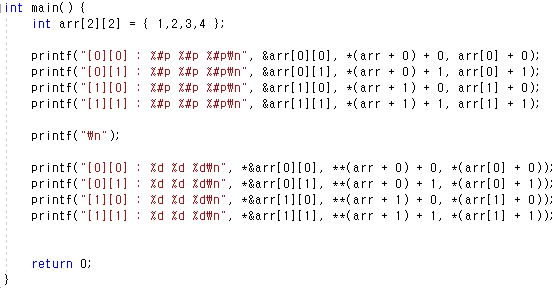 int main() {
int arr[2][2] = { 1,2,3,4 };
printf("[0][0] : %#p %#p %#p₩n", &arr[0][0], *(arr + 0) + 0, arr[0] + 0);
printf("[0][1] : %#p %#p %#p₩n", &arr[0][1], *(arr + 0) + 1, arr[0] + 1);
printf("[1][0] : %#p %#p %#p₩n", &arr[1][0], *(arr + 1) + 0, arr[1] + 0);
printf("[1][1] : %#p %#p %#p₩n", &arr[1][1], *(arr + 1) + 1, arr[1] + 1);
printf("₩n");
printf("[0][0] : %d %d %d₩n", *&arr[0][0], **(arr + 0) + 0, *(arr[0] + 0));
printf("[0][1] : %d %d %d₩n", *&arr[0][1], **(arr + 0) + 1, *(arr[0] + 1));
printf("[1][0] : %d %d %d₩n", *&arr[1][0], **(arr + 1) + 0, *(arr[1] + 0));
printf("[1][1] : %d %d %d₩n", *&arr[1][1], **(arr + 1) + 1, *(arr[1] + 1));
return 0;
}